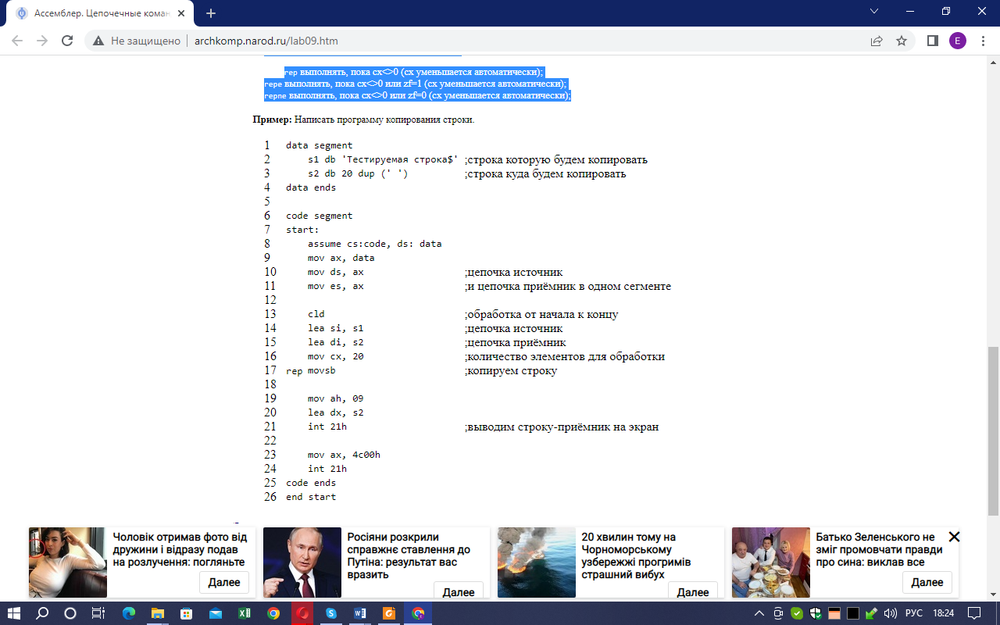 Ассемблер. Цепочечные коман
Не защищено
archkomp.narod.ru/lab09.htm
E
rep выполнять, пока cx<>0 (cx уменьшается автоматически);
repe выполнять, пока cx<>0 или zf=1 (cx уменьшается автоматически);
repne выполнять, пока cx<>0 или zf=0 (cx уменьшается автоматически);
Пример: Написать программу копирования строки.
1 data segment
2 s1 db 'Тестируемая строка$' ;строка которую будем копировать
3 s2 db 20 dup (' ') ;строка куда будем копировать
4 data ends
5
6 code segment
7 start:
8 assume cs:code, ds: data
9 mov ax, data
10 mov ds, ax ;цепочка источник
11 mov es, ax ;и цепочка приёмник в одном сегменте
12
13 cld ;обработка от начала к концу
14 lea si, s1 ;цепочка источник
15 lea di, s2 ;цепочка приёмник
16 mov cx, 20 ;количество элементов для обработки
17 rep movsb ;копируем строку
18
19 mov ah, 09
20 lea dx, s2
21 int 21h ;выводим строку-приёмник на экран
22
23 mov ax, 4c00h
24 int 21h
25 code ends
26 end start
Чоловік отримав фото від
дружини і відразу подав
на розлучення: погляньте
Далее
Росіяни розкрили
справжнє ставлення до
Путіна: результат вас
вразить
Далее
20 хвилин тому на
Чорноморському
узбережжі прогримів
страшний вибух
Далее
Батько Зеленського не
зміг промовчати правди
про сина: виклав все
Далее
РУС
18:24